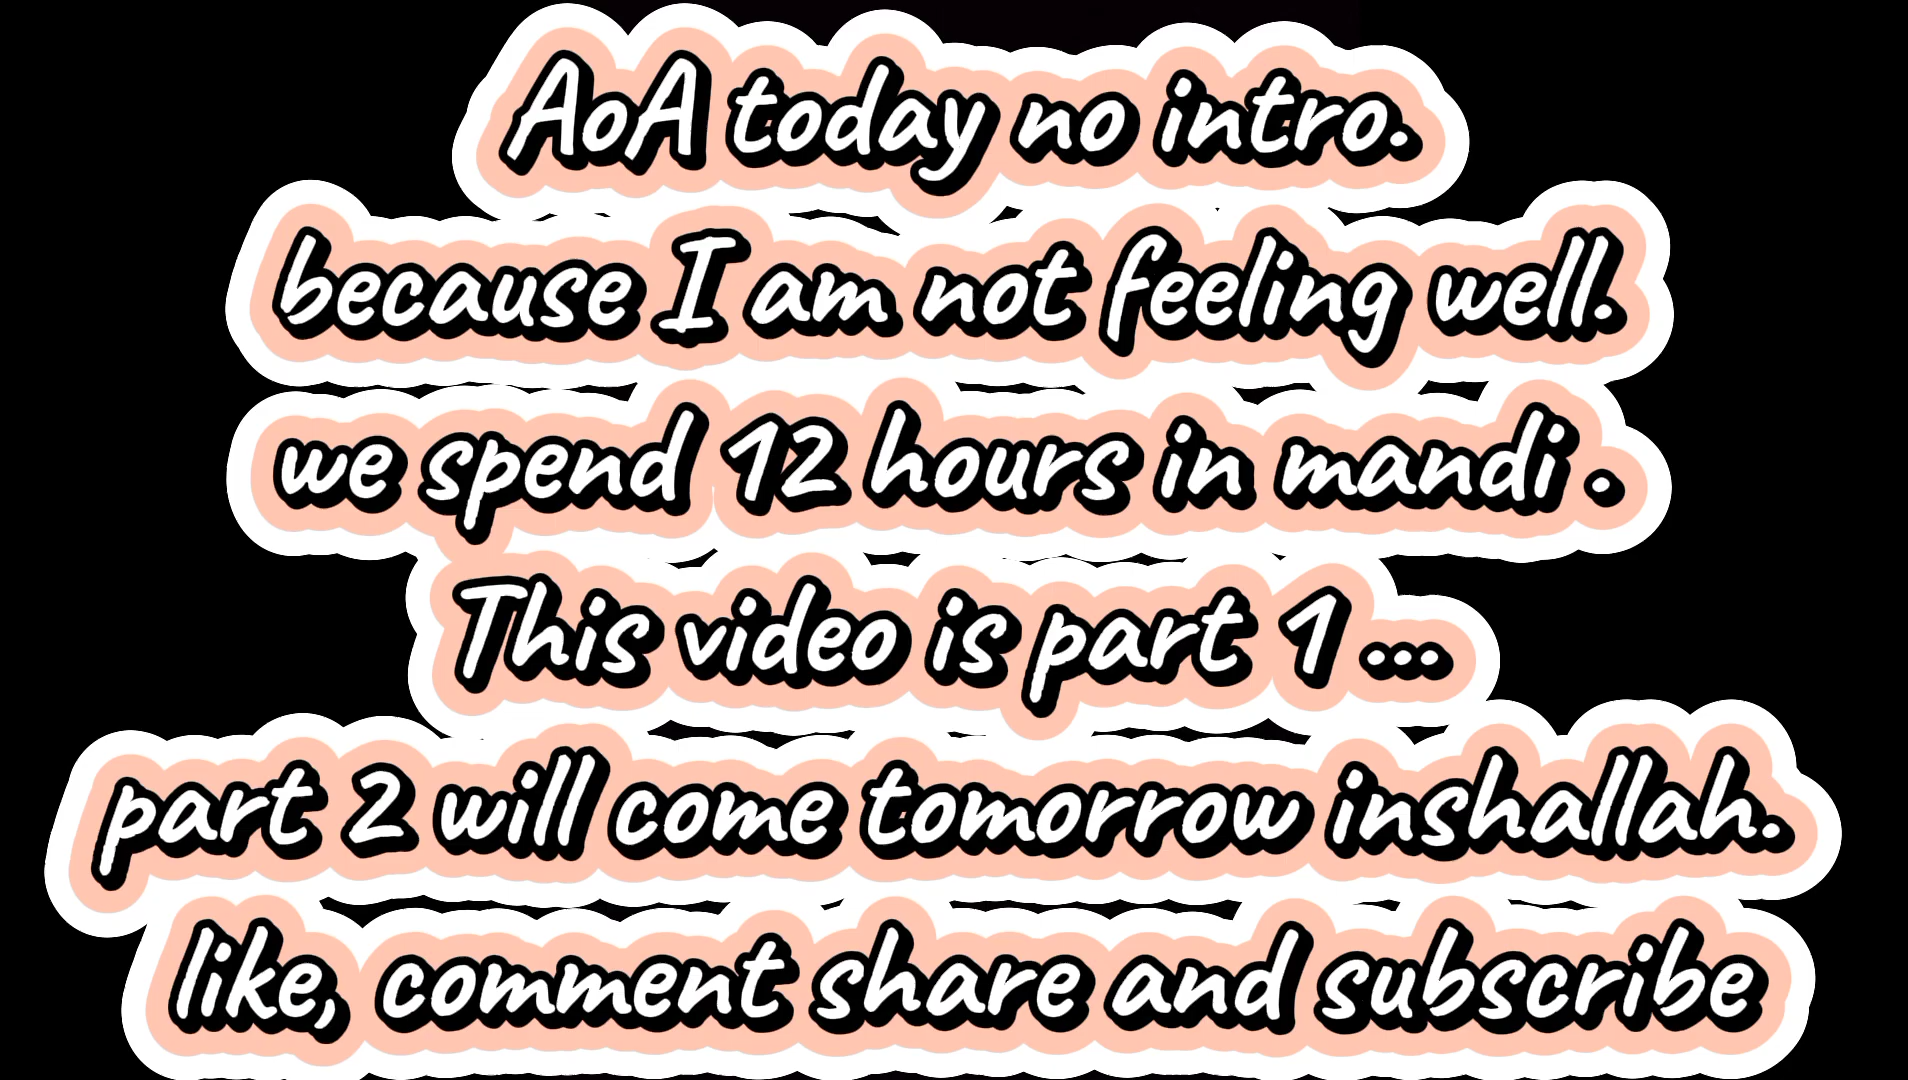 AoA today no intro.
because I am not feeling well.
we spend 12 hours in mandi .
This video is part 1 ...
part 2 will come tomorrow inshallah.
like, comment share and subscribe